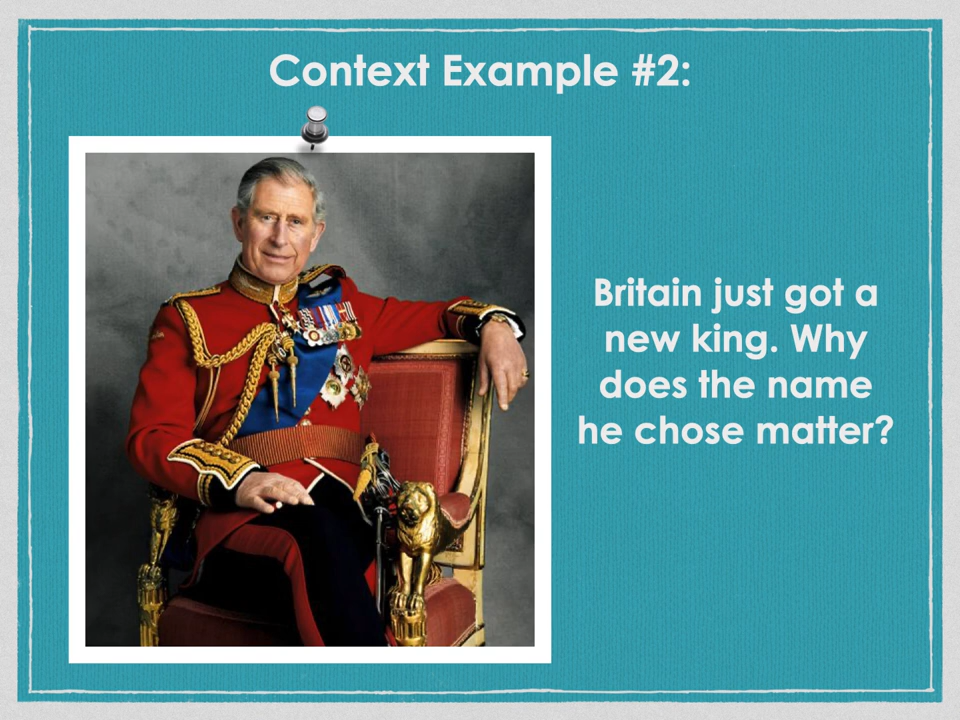 Context Example #2:
Britain just got a
new king. Why
does the name
he chose matter?